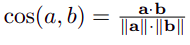 cos(a, b) = a·b / ‖a‖·‖b‖